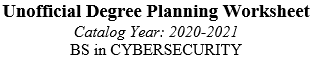 Unofficial Degree Planning Worksheet
Catalog Year: 2020-2021
BS in CYBERSECURITY